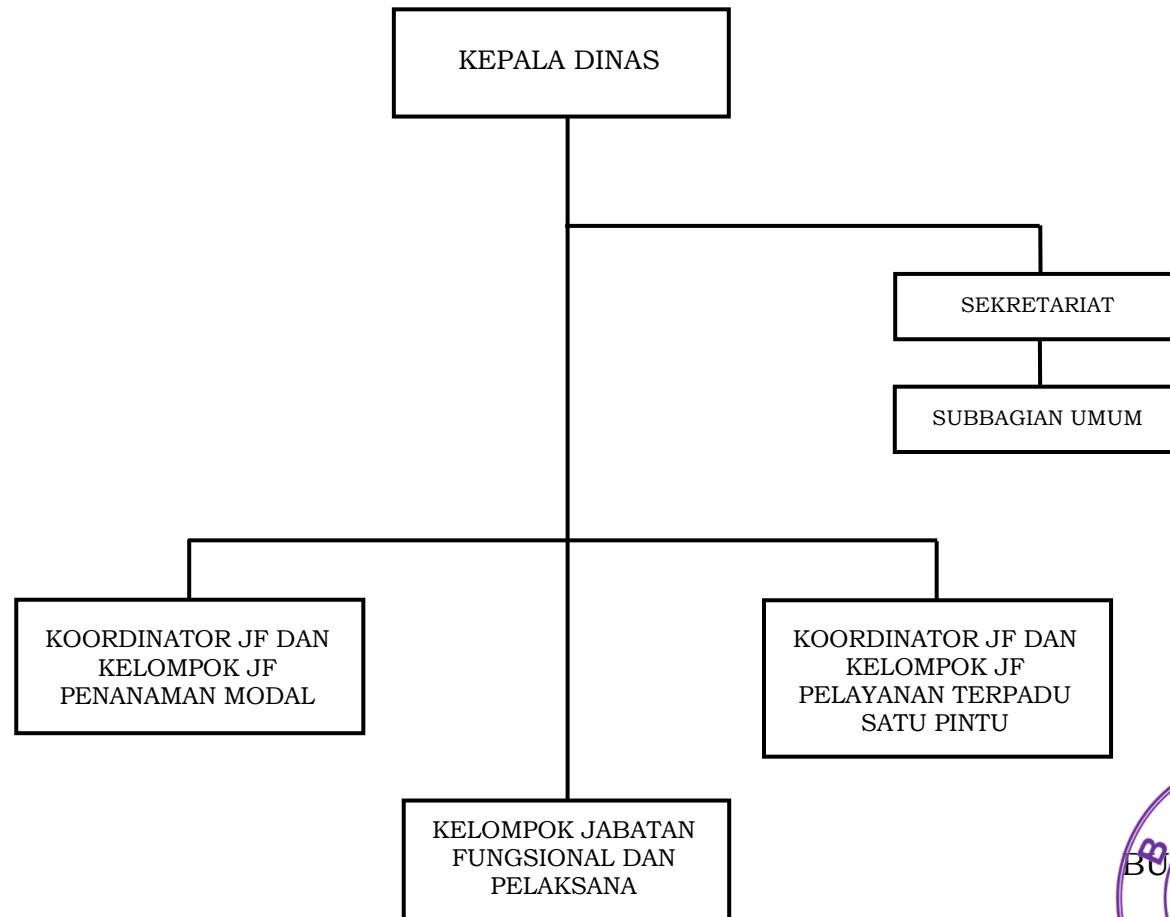 KEPALA DINAS
SEKRETARIAT
SUBBAGIAN UMUM
KOORDINATOR JF DAN
KELOMPOK JF
PENANAMAN MODAL
KOORDINATOR JF DAN
KELOMPOK JF
PELAYANAN TERPADU
SATU PINTU
KELOMPOK JABATAN
FUNGSIONAL DAN
PELAKSANA